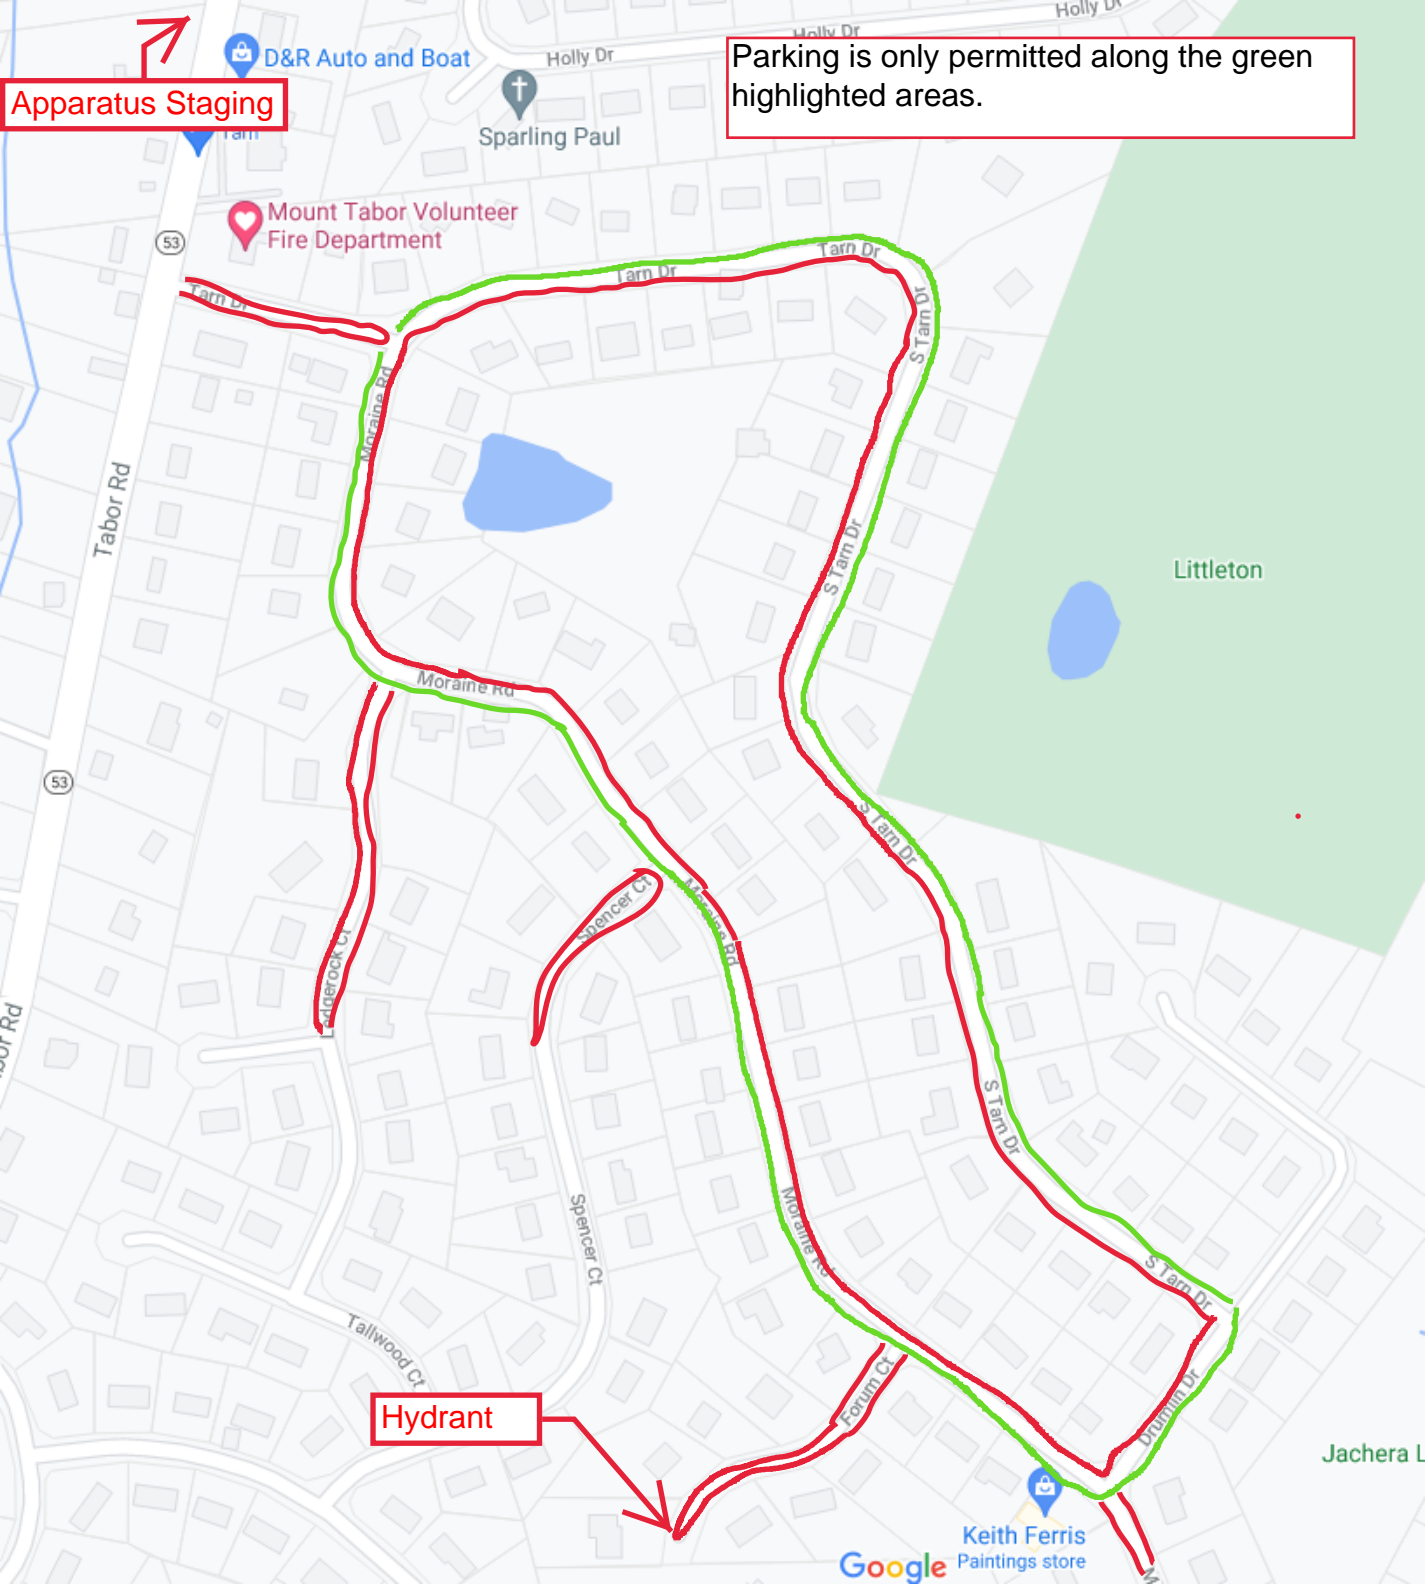 Holly Dr
Holly Dr
Holly Dr
D&R Auto and Boat
Parking is only permitted along the green
highlighted areas.
Apparatus Staging
Sparling Paul
Mount Tabor Volunteer
Fire Department
53
Tarn Dr
Tarn Dr
Tarn Dr
S Tarn Dr
Moraine Rd
Tabor Rd
S Tarn Dr
Littleton
Moraine Rd
53
S Tarn Dr
Spencer Ct
Moraine Rd
Ledgerock Ct
Rd
S Tarn Dr
Moraine Rd
Spencer Ct
S Tarn Dr
Tallwood Ct
Forum Ct
Drumlin Dr
Hydrant
Jachera L
Keith Ferris
Paintings store
Google
M